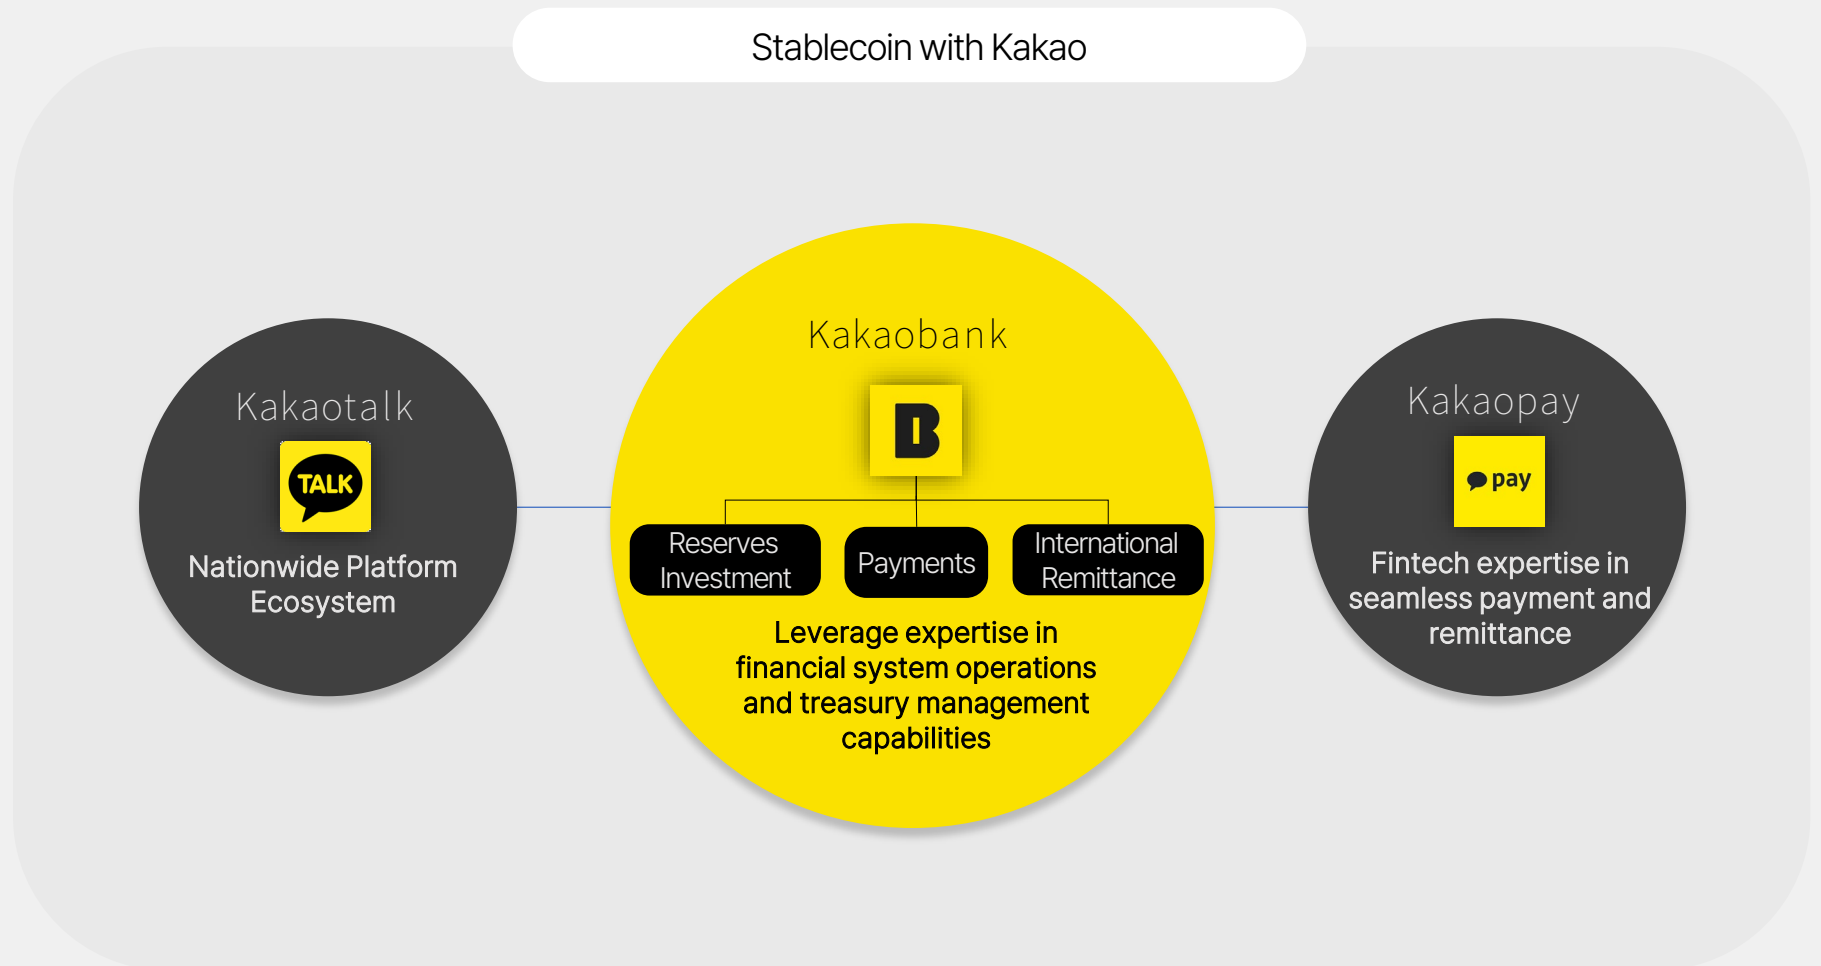 Stablecoin with Kakao
Kakaotalk
TALK
Nationwide Platform
Ecosystem
Kakaobank
B
Reserves
Investment
Payments
International
Remittance
Leverage expertise in
financial system operations
and treasury management
capabilities
Kakaopay
pay
Fintech expertise in
seamless payment and
remittance